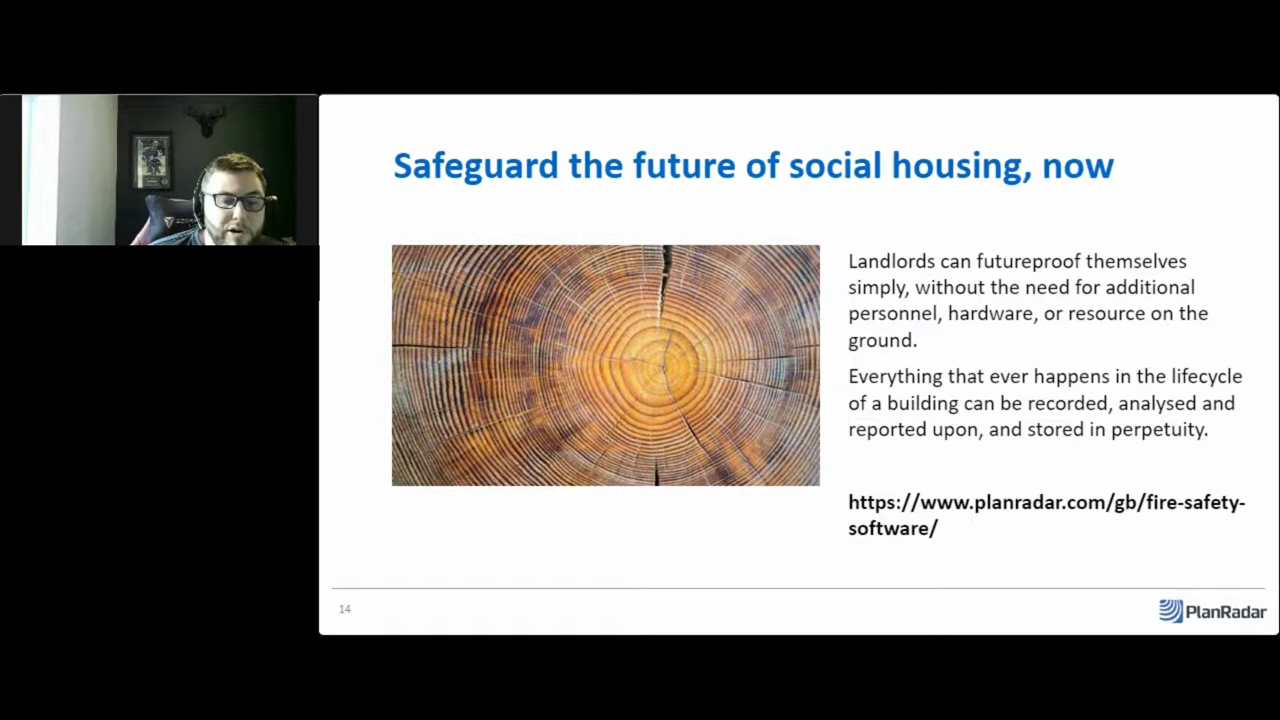 Safeguard the future of social housing, now
Landlords can futureproof themselves
simply, without the need for additional
personnel, hardware, or resource on the
ground.
Everything that ever happens in the lifecycle
of a building can be recorded, analysed and
reported upon, and stored in perpetuity.
https://www.planradar.com/gb/fire-safety-
software/
14
PlanRadar